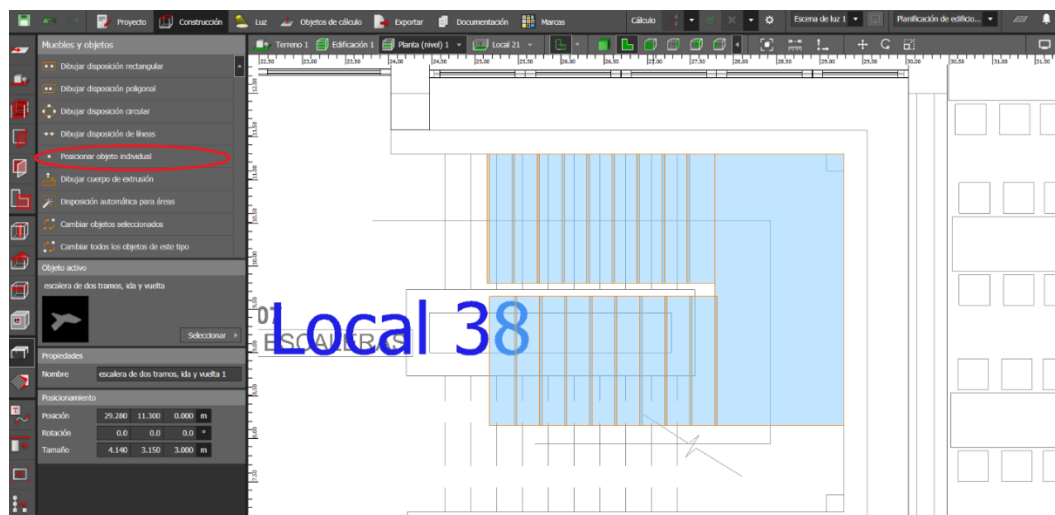 Proyecto Construcción Luz Objetos de cálculo Exportar Documentación Marcas Cálculo Escena de luz 1 Planificación de edificio...
Muebles y objetos
Terreno 1 Edificación 1 Planta (nivel) 1 Local 21
Dibujar disposición rectangular
Dibujar disposición poligonal
Dibujar disposición circular
Dibujar disposición de líneas
Posicionar objeto individual
Dibujar cuerpo de extrusión
Disposición automática para áreas
Cambiar objetos seleccionados
Cambiar todos los objetos de este tipo
Objeto activo
escalera de dos tramos, ida y vuelta
Seleccionar
Propiedades
Nombre escalera de dos tramos, ida y vuelta 1
Posicionamiento
Posición 29.280 11.300 0.000 m
Rotación 0.0 0.0 0.0 °
Tamaño 4.140 3.150 3.000 m
07
Local 38
ESCALERAS